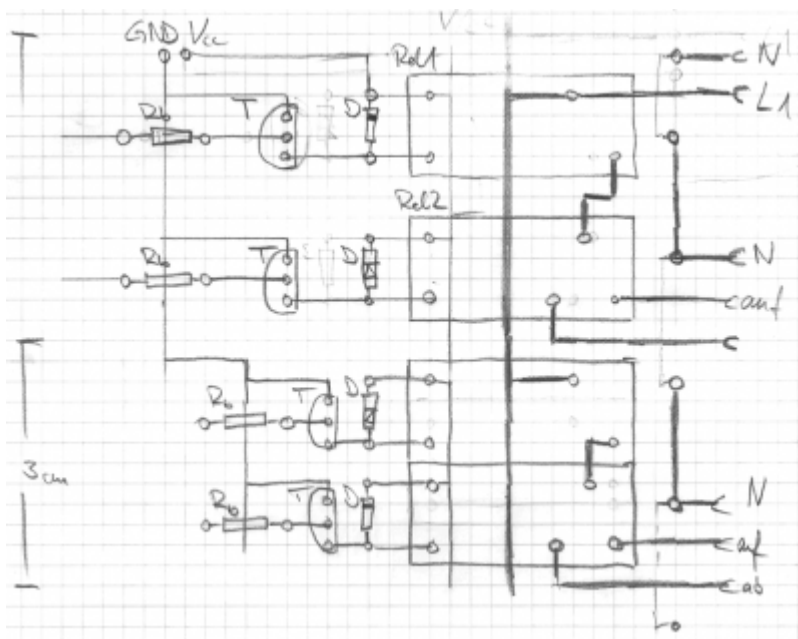 GND Vcc
Rel1
N
L1
Rb T D
Rel2
Rb T D
N
auf
Rb T D
3cm
Rb T D
N
auf
ab